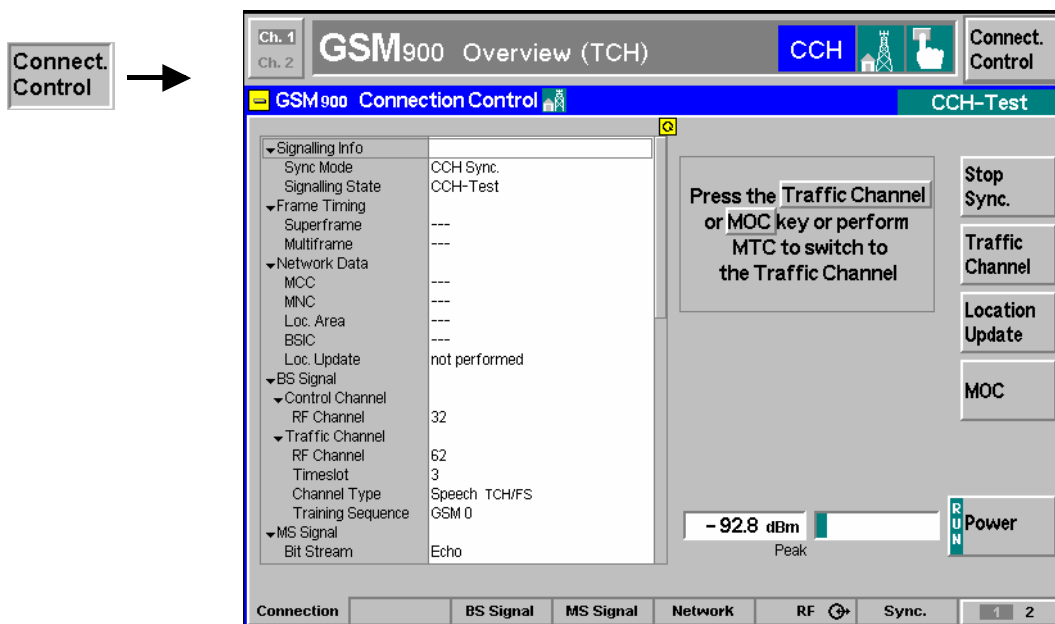 Connect.
Control
Ch. 1
Ch. 2
GSM900 Overview (TCH)
CCH
Connect.
Control
GSM900 Connection Control
CCH-Test
Signalling Info
Sync Mode CCH Sync.
Signalling State CCH-Test
Frame Timing
Superframe ---
Multiframe ---
Network Data
MCC ---
MNC ---
Loc. Area ---
BSIC ---
Loc. Update not performed
BS Signal
Control Channel
RF Channel 32
Traffic Channel
RF Channel 62
Timeslot 3
Channel Type Speech TCH/FS
Training Sequence GSM 0
MS Signal
Bit Stream Echo
Press the Traffic Channel
or MOC key or perform
MTC to switch to
the Traffic Channel
Stop
Sync.
Traffic
Channel
Location
Update
MOC
– 92.8 dBm
Peak
RUN
Power
Connection BS Signal MS Signal Network RF Sync. 1 2